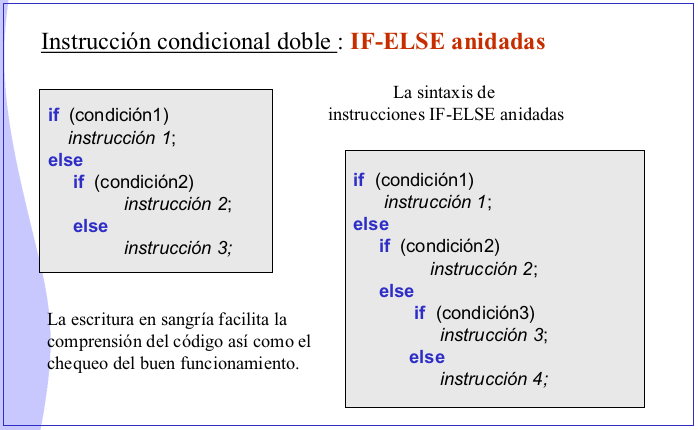 Instrucción condicional doble : IF-ELSE anidadas
if (condición1)
instrucción 1;
else
if (condición2)
instrucción 2;
else
instrucción 3;
La escritura en sangría facilita la
comprensión del código así como el
chequeo del buen funcionamiento.
La sintaxis de
instrucciones IF-ELSE anidadas
if (condición1)
instrucción 1;
else
if (condición2)
instrucción 2;
else
if (condición3)
instrucción 3;
else
instrucción 4;